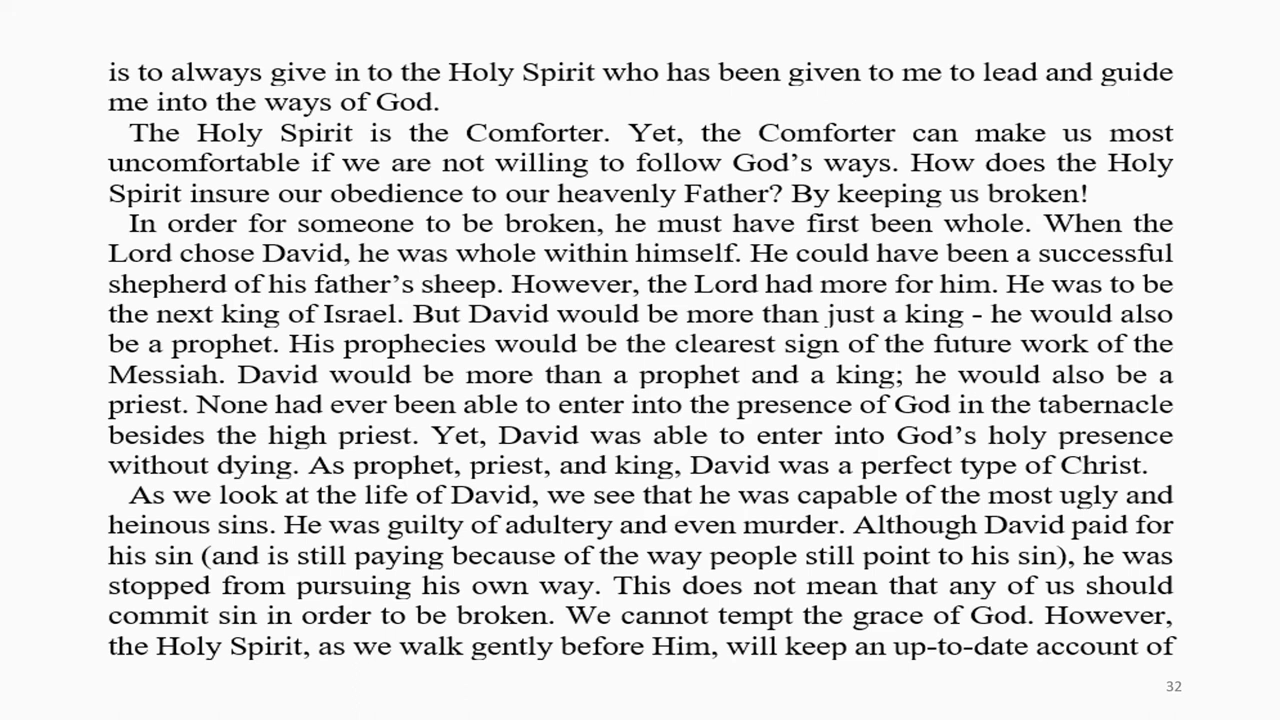 is to always give in to the Holy Spirit who has been given to me to lead and guide
me into the ways of God.
The Holy Spirit is the Comforter. Yet, the Comforter can make us most
uncomfortable if we are not willing to follow God’s ways. How does the Holy
Spirit insure our obedience to our heavenly Father? By keeping us broken!
In order for someone to be broken, he must have first been whole. When the
Lord chose David, he was whole within himself. He could have been a successful
shepherd of his father’s sheep. However, the Lord had more for him. He was to be
the next king of Israel. But David would be more than just a king - he would also
be a prophet. His prophecies would be the clearest sign of the future work of the
Messiah. David would be more than a prophet and a king; he would also be a
priest. None had ever been able to enter into the presence of God in the tabernacle
besides the high priest. Yet, David was able to enter into God’s holy presence
without dying. As prophet, priest, and king, David was a perfect type of Christ.
As we look at the life of David, we see that he was capable of the most ugly and
heinous sins. He was guilty of adultery and even murder. Although David paid for
his sin (and is still paying because of the way people still point to his sin), he was
stopped from pursuing his own way. This does not mean that any of us should
commit sin in order to be broken. We cannot tempt the grace of God. However,
the Holy Spirit, as we walk gently before Him, will keep an up-to-date account of
32